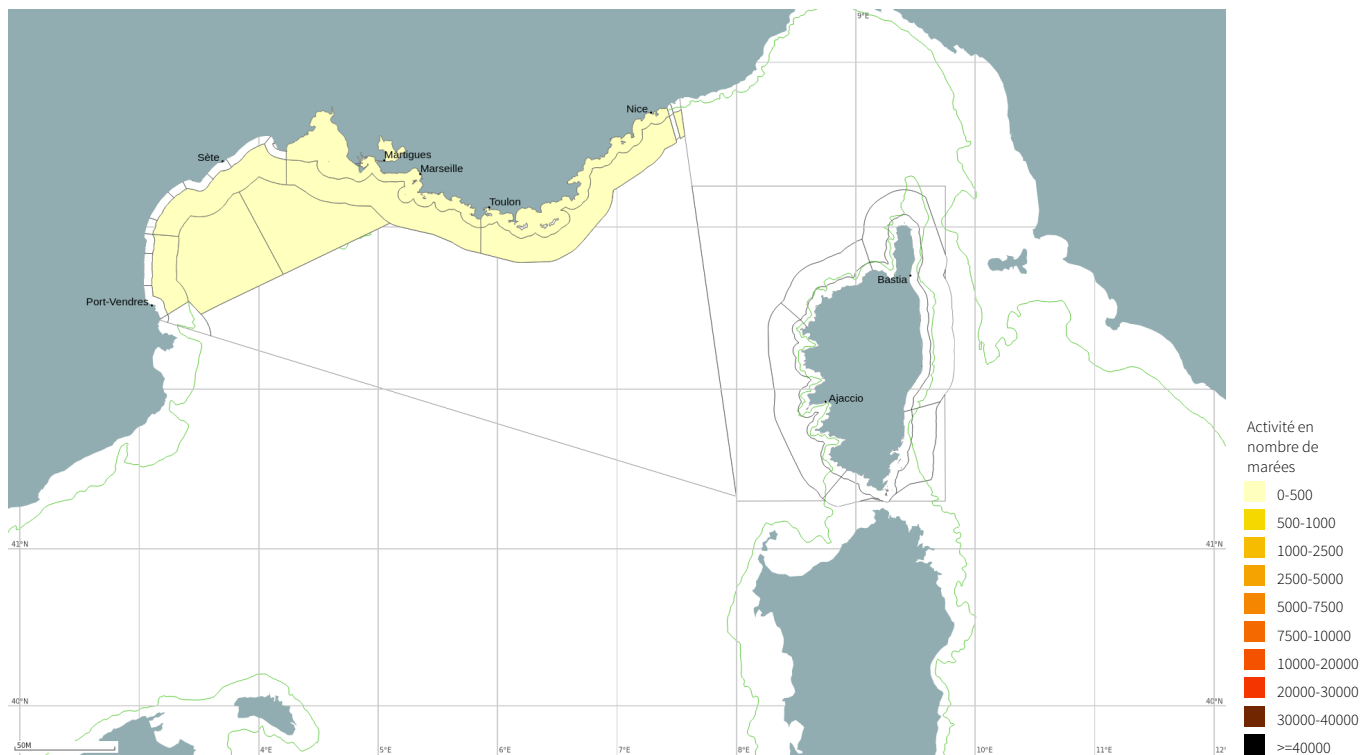 9°E
Nice
Sète
Martigues
Marseille
Toulon
Port-Vendres
Bastia
Ajaccio
41°N
41°N
40°N
40°N
50M
4°E
5°E
6°E
7°E
8°E
10°E
11°E
12°
Activité en
nombre de
marées
0-500
500-1000
1000-2500
2500-5000
5000-7500
7500-10000
10000-20000
20000-30000
30000-40000
>=40000